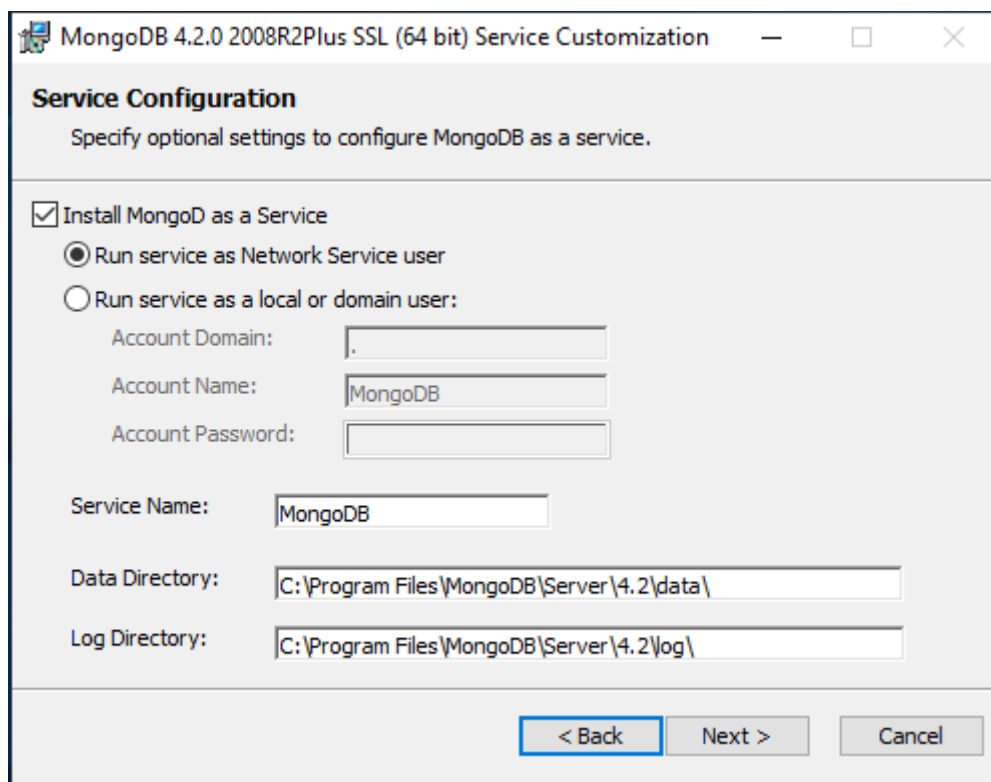 MongoDB 4.2.0 2008R2Plus SSL (64 bit) Service Customization
Service Configuration
Specify optional settings to configure MongoDB as a service.
Install MongoD as a Service
Run service as Network Service user
Run service as a local or domain user:
Account Domain: .
Account Name: MongoDB
Account Password:
Service Name: MongoDB
Data Directory: C:\Program Files\MongoDB\Server\4.2\data\
Log Directory: C:\Program Files\MongoDB\Server\4.2\log\
< Back Next > Cancel